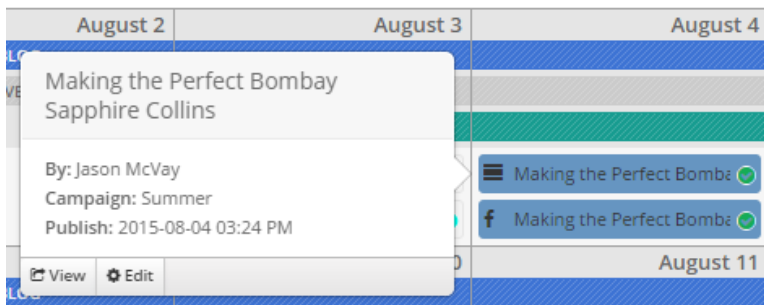 August 2
August 3
August 4
Making the Perfect Bombay
Sapphire Collins
By: Jason McVay
Campaign: Summer
Publish: 2015-08-04 03:24 PM
View
Edit
Making the Perfect Bomba
f Making the Perfect Bomba
August 11